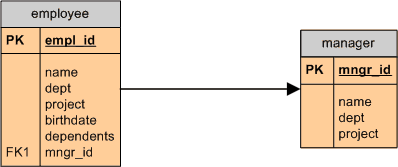 employee
PK empl_id
name
dept
project
birthdate
dependents
FK1 mngr_id
manager
PK mngr_id
name
dept
project